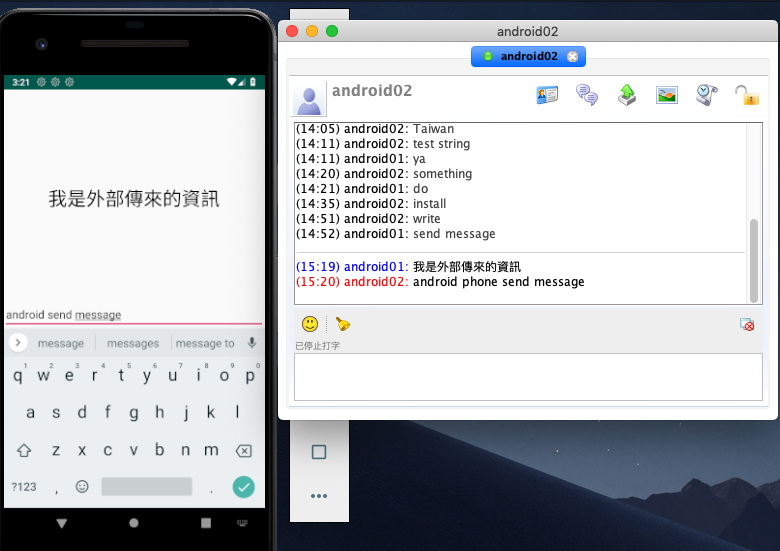 3:21
我是外部傳來的資訊
android send message
message messages message to
1 2 3 4 5 6 7 8 9 0
q w e r t y u i o p
a s d f g h j k l
z x c v b n m
?123 , .
android02
android02
android02
(14:05) android02: Taiwan
(14:11) android02: test string
(14:11) android01: ya
(14:20) android02: something
(14:21) android01: do
(14:35) android02: install
(14:51) android02: write
(14:52) android01: send message
(15:19) android01: 我是外部傳來的資訊
(15:20) android02: android phone send message
已停止打字